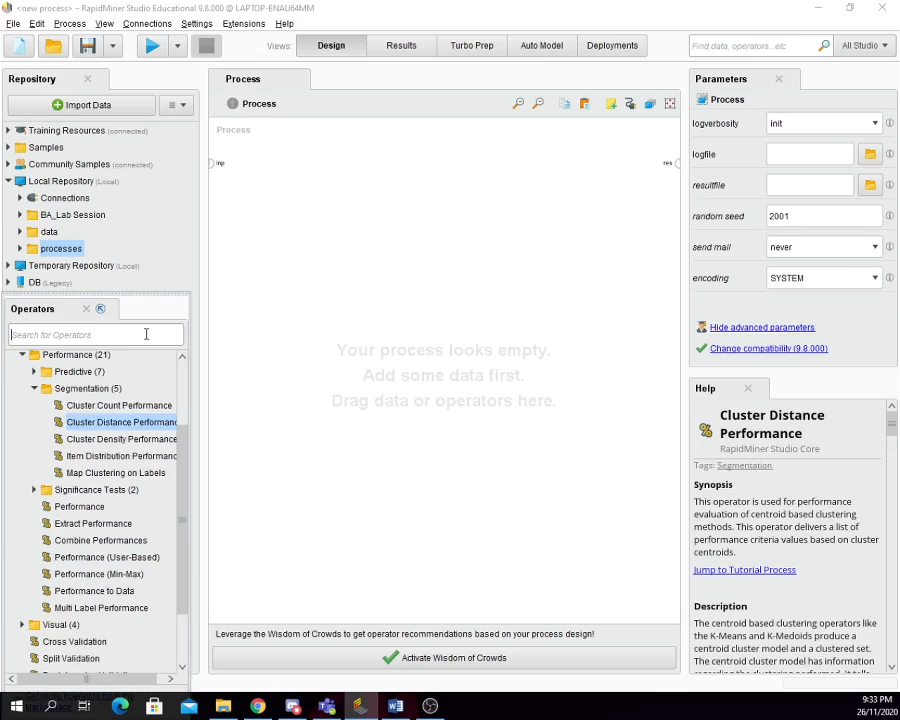 <new process> – RapidMiner Studio Educational 9.8.000 @ LAPTOP-ENAU64MM
File Edit Process View Connections Settings Extensions Help
Views: Design Results Turbo Prep Auto Model Deployments Find data, operators...etc All Studio
Repository
Import Data
Training Resources (connected)
Samples
Community Samples (connected)
Local Repository (Local)
Connections
BA_Lab Session
data
processes
Temporary Repository (Local)
DB (Legacy)
Operators
Search for Operators
Performance (21)
Predictive (7)
Segmentation (5)
Cluster Count Performance
Cluster Distance Performanc
Cluster Density Performance
Item Distribution Performanc
Map Clustering on Labels
Significance Tests (2)
Performance
Extract Performance
Combine Performances
Performance (User-Based)
Performance (Min-Max)
Performance to Data
Multi Label Performance
Visual (4)
Cross Validation
Split Validation
Process
Process
Process
inp
res
Your process looks empty.
Add some data first.
Drag data or operators here.
Leverage the Wisdom of Crowds to get operator recommendations based on your process design!
Activate Wisdom of Crowds
Parameters
Process
logverbosity init
logfile
resultfile
random seed 2001
send mail never
encoding SYSTEM
Hide advanced parameters
Change compatibility (9.8.000)
Help
Cluster Distance
Performance
RapidMiner Studio Core
Tags: Segmentation
Synopsis
This operator is used for performance
evaluation of centroid based clustering
methods. This operator delivers a list of
performance criteria values based on cluster
centroids.
Jump to Tutorial Process
Description
The centroid based clustering operators like
the K-Means and K-Medoids produce a
centroid cluster model and a clustered set.
The centroid cluster model has information
9:33 PM
26/11/2020